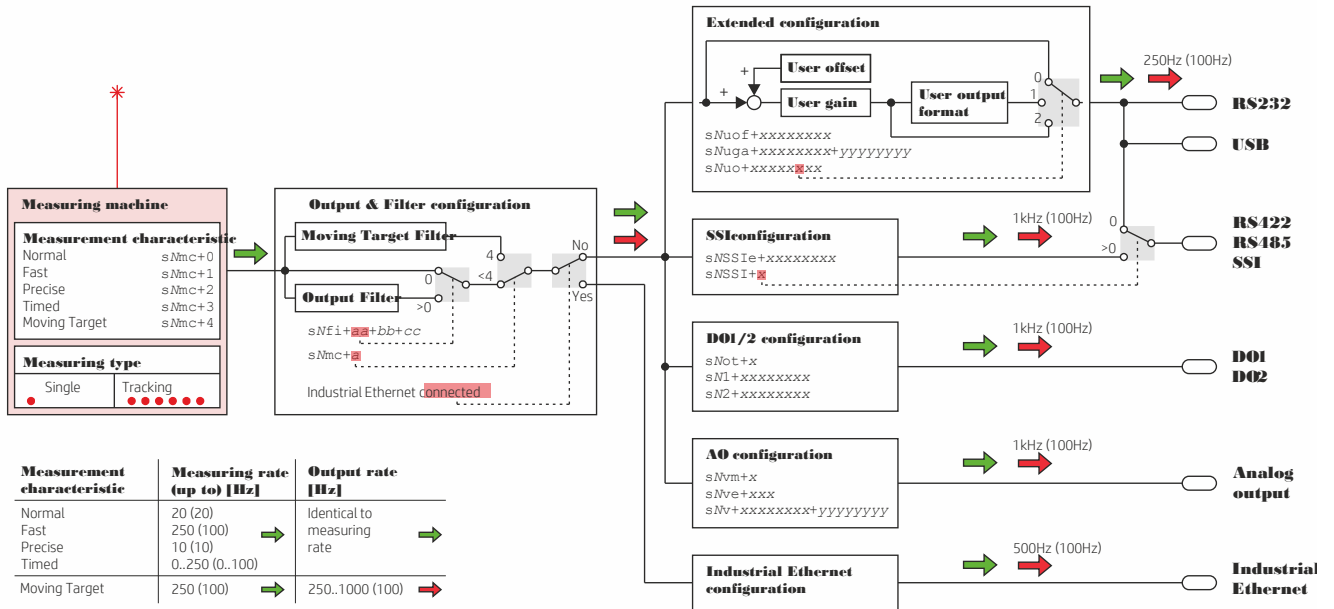 Measuring machine
Measurement characteristic
Normal sNmc+0
Fast sNmc+1
Precise sNmc+2
Timed sNmc+3
Moving Target sNmc+4
Measuring type
Single Tracking
Output & Filter configuration
Moving Target Filter
Output Filter
0
>0
4
<4
No
Yes
sNfi+aa+bb+cc
sNmc+a
Industrial Ethernet connected
Extended configuration
User offset
+
+
User gain
User output
format
0
1
2
sNuof+xxxxxxxx
sNuga+xxxxxxxx+yyyyyyyy
sNuo+xxxxxxxx
250Hz (100Hz)
RS232
USB
SSIconfiguration
sNSSIe+xxxxxxxx
sNSSI+x
1kHz (100Hz)
0
>0
RS422
RS485
SSI
DO1/2 configuration
sNot+x
sN1+xxxxxxxx
sN2+xxxxxxxx
1kHz (100Hz)
DO1
DO2
AO configuration
sNvm+x
sNve+xxx
sNv+xxxxxxxx+yyyyyyyy
1kHz (100Hz)
Analog
output
Industrial Ethernet
configuration
500Hz (100Hz)
Industrial
Ethernet
Measurement Measuring rate Output rate
characteristic (up to) [Hz] [Hz]
Normal 20 (20) Identical to
Fast 250 (100) measuring
Precise 10 (10) rate
Timed 0..250 (0..100)
Moving Target 250 (100) 250..1000 (100)